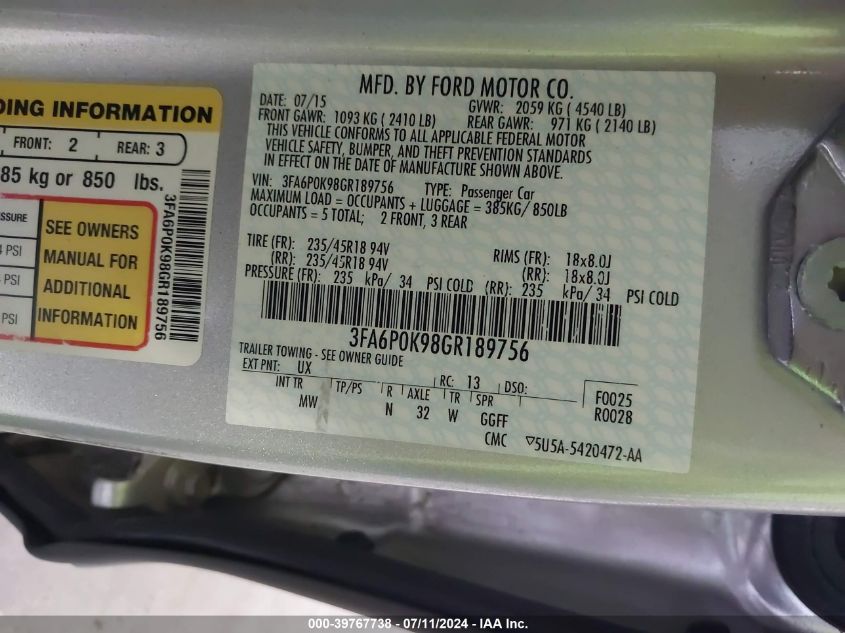 DING INFORMATION
FRONT: 2
REAR: 3
85 kg or 850 lbs.
SSURE
PSI
PSI
PSI
SEE OWNERS
MANUAL FOR
ADDITIONAL
INFORMATION
3FA6P0K98GR189756
MFD. BY FORD MOTOR CO.
DATE: 07/15 GVWR: 2059 KG ( 4540 LB)
FRONT GAWR: 1093 KG ( 2410 LB) REAR GAWR: 971 KG ( 2140 LB)
THIS VEHICLE CONFORMS TO ALL APPLICABLE FEDERAL MOTOR
VEHICLE SAFETY, BUMPER, AND THEFT PREVENTION STANDARDS
IN EFFECT ON THE DATE OF MANUFACTURE SHOWN ABOVE.
VIN: 3FA6P0K98GR189756 TYPE: Passenger Car
MAXIMUM LOAD = OCCUPANTS + LUGGAGE = 385KG/ 850LB
OCCUPANTS = 5 TOTAL; 2 FRONT, 3 REAR
TIRE (FR): 235/45R18 94V RIMS (FR): 18x8.0J
(RR): 235/45R18 94V (RR): 18x8.0J
PRESSURE (FR): 235 kPa/ 34 PSI COLD (RR): 235 kPa/ 34 PSI COLD
3FA6P0K98GR189756
TRAILER TOWING - SEE OWNER GUIDE
EXT PNT: UX RC: 13 DSO:
INT TR TP/PS R AXLE TR SPR F0025
MW N 32 W GGFF R0028
CMC ▽5U5A-5420472-AA
000-39767738 - 07/11/2024 - IAA Inc.